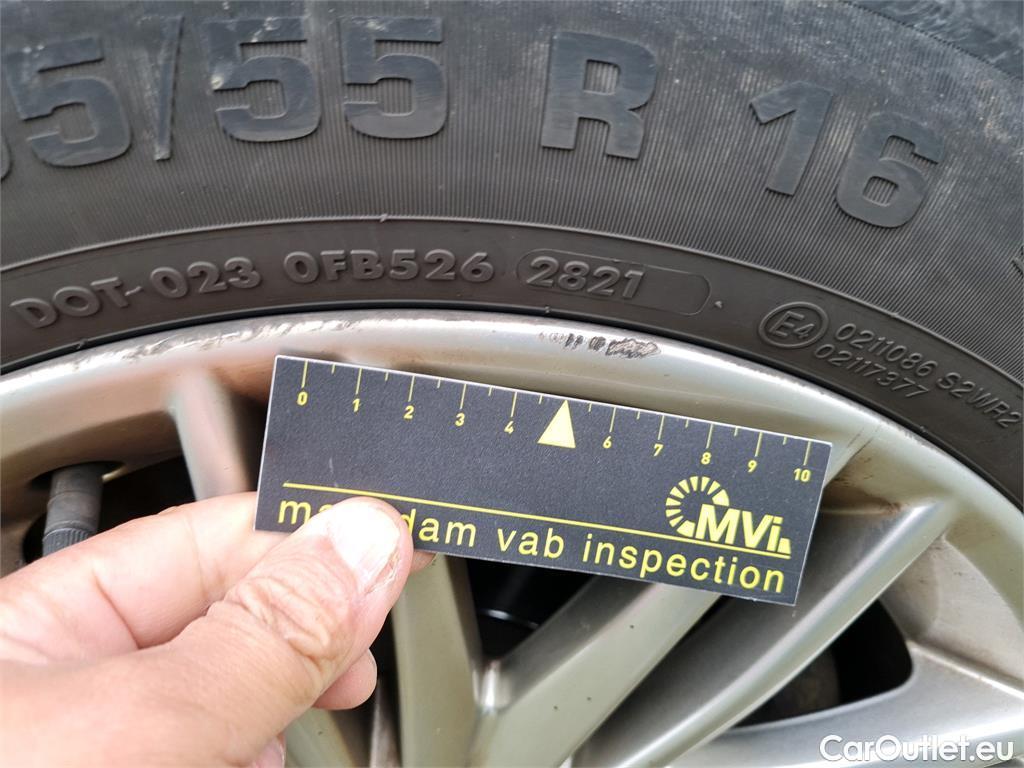 5/55 R 16
DOT-023 0FB526 2821
E4 0211086 S2WR2
02117377
0 1 2 3 4 6 7 8 9 10
MVi
dam vab inspection
CarOutlet.eu